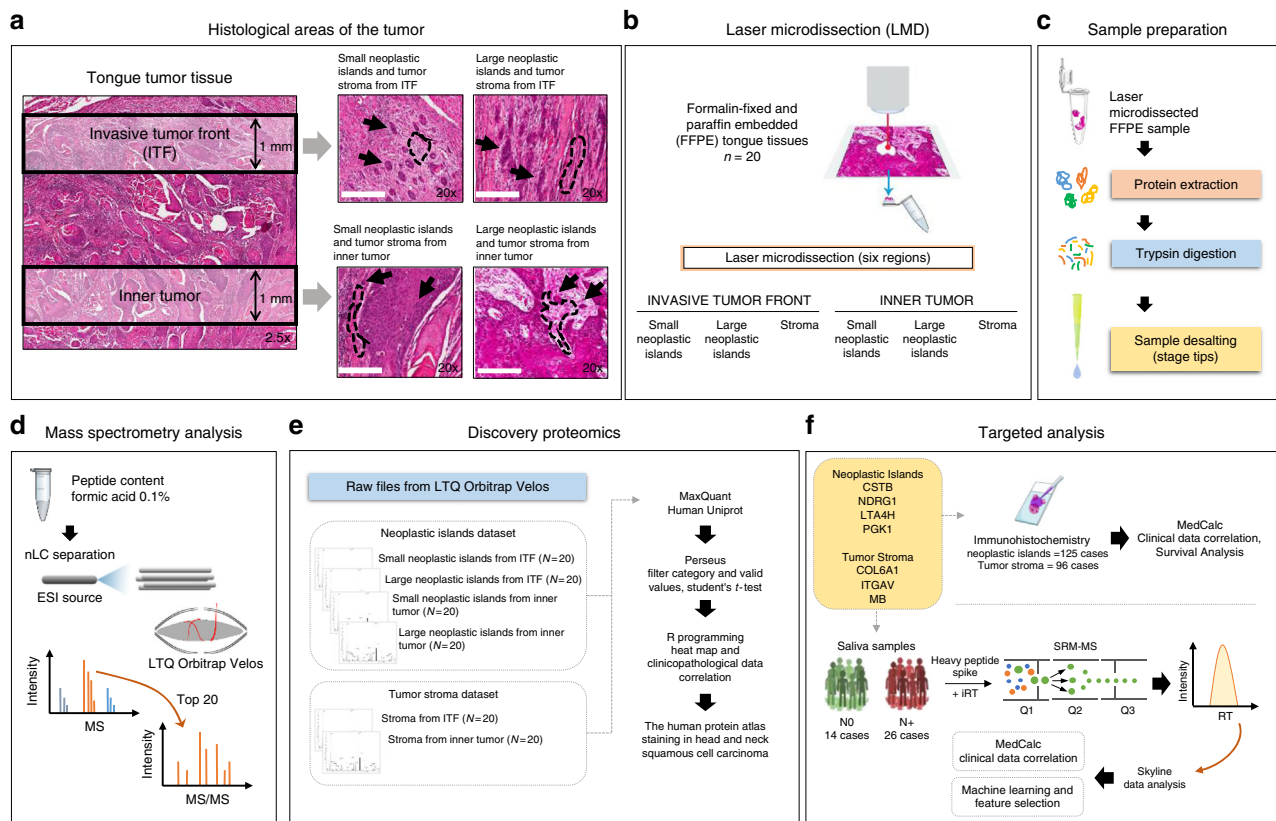 a
Histological areas of the tumor
Tongue tumor tissue
Invasive tumor front
(ITF)
1 mm
Inner tumor
1 mm
2.5x
Small neoplastic
islands and tumor
stroma from ITF
20x
Large neoplastic
islands and tumor
stroma from ITF
20x
Small neoplastic islands
and tumor stroma from
inner tumor
20x
Large neoplastic islands
and tumor stroma from
inner tumor
20x
b
Laser microdissection (LMD)
Formalin-fixed and
paraffin embedded
(FFPE) tongue tissues
n = 20
Laser microdissection (six regions)
INVASIVE TUMOR FRONT
Small
neoplastic
islands
Large
neoplastic
islands
Stroma
INNER TUMOR
Small
neoplastic
islands
Large
neoplastic
islands
Stroma
c
Sample preparation
Laser
microdissected
FFPE sample
Protein extraction
Trypsin digestion
Sample desalting
(stage tips)
d
Mass spectrometry analysis
Peptide content
formic acid 0.1%
nLC separation
ESI source
LTQ Orbitrap Velos
Intensity
MS
Top 20
Intensity
MS/MS
e
Discovery proteomics
Raw files from LTQ Orbitrap Velos
Neoplastic islands dataset
Small neoplastic islands from ITF (N=20)
Large neoplastic islands from ITF (N=20)
Small neoplastic islands from inner
tumor (N=20)
Large neoplastic islands from inner
tumor (N=20)
Tumor stroma dataset
Stroma from ITF (N=20)
Stroma from inner tumor (N=20)
MaxQuant
Human Uniprot
Perseus
filter category and valid
values, student's t-test
R programming
heat map and
clinicopathological data
correlation
The human protein atlas
staining in head and neck
squamous cell carcinoma
f
Targeted analysis
Neoplastic Islands
CSTB
NDRG1
LTA4H
PGK1
Tumor Stroma
COL6A1
ITGAV
MB
Immunohistochemistry
neoplastic islands =125 cases
Tumor stroma = 96 cases
MedCalc
Clinical data correlation,
Survival Analysis
Saliva samples
N0
14 cases
N+
26 cases
Heavy peptide
spike
+ iRT
SRM-MS
Q1
Q2
Q3
Intensity
RT
Skyline
data analysis
MedCalc
clinical data correlation
Machine learning and
feature selection